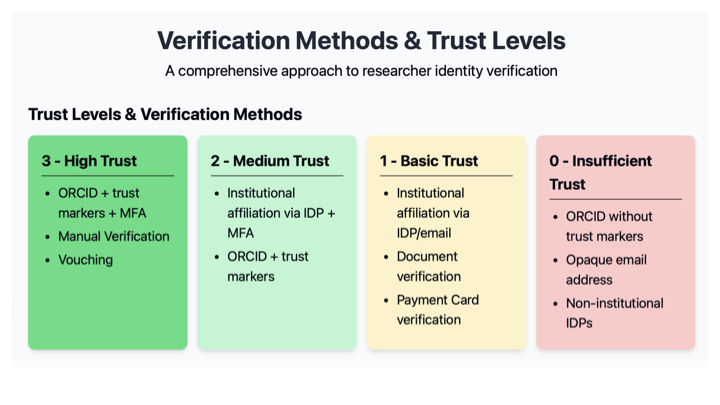 Verification Methods & Trust Levels
A comprehensive approach to researcher identity verification
Trust Levels & Verification Methods
3 - High Trust
• ORCID + trust
markers + MFA
• Manual Verification
• Vouching
2 - Medium Trust
• Institutional
affiliation via IDP +
MFA
• ORCID + trust
markers
1 - Basic Trust
• Institutional
affiliation via
IDP/email
• Document
verification
• Payment Card
verification
0 - Insufficient
Trust
• ORCID without
trust markers
• Opaque email
address
• Non-institutional
IDPs